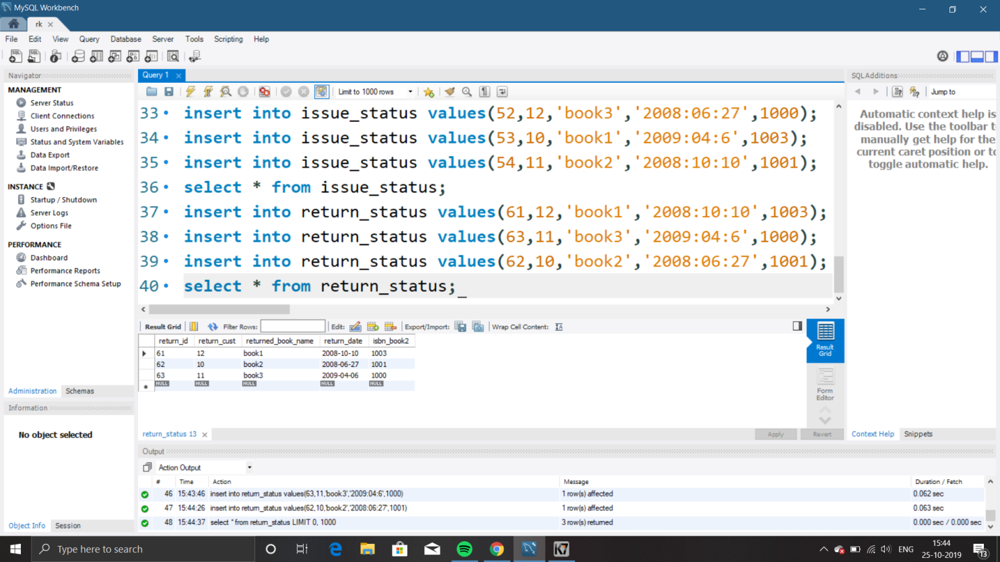 MySQL Workbench
rk
File Edit View Query Database Server Tools Scripting Help
Navigator
MANAGEMENT
Server Status
Client Connections
Users and Privileges
Status and System Variables
Data Export
Data Import/Restore
INSTANCE
Startup / Shutdown
Server Logs
Options File
PERFORMANCE
Dashboard
Performance Reports
Performance Schema Setup
Administration Schemas
Information
No object selected
Object Info Session
Query 1
Limit to 1000 rows
33 insert into issue_status values(52,12,'book3','2008:06:27',1000);
34 insert into issue_status values(53,10,'book1','2009:04:6',1003);
35 insert into issue_status values(54,11,'book2','2008:10:10',1001);
36 select * from issue_status;
37 insert into return_status values(61,12,'book1','2008:10:10',1003);
38 insert into return_status values(63,11,'book3','2009:04:6',1000);
39 insert into return_status values(62,10,'book2','2008:06:27',1001);
40 select * from return_status;
Result Grid Filter Rows: Edit: Export/Import: Wrap Cell Content:
return_id return_cust returned_book_name return_date isbn_book2
61 12 book1 2008-10-10 1003
62 10 book2 2008-06-27 1001
63 11 book3 2009-04-06 1000
NULL NULL NULL NULL NULL
Result
Grid
Form
Editor
return_status 13
Apply Revert
Output
Action Output
# Time Action Message Duration / Fetch
46 15:43:46 insert into return_status values(63,11,'book3','2009:04:6',1000) 1 row(s) affected 0.062 sec
47 15:44:26 insert into return_status values(62,10,'book2','2008:06:27',1001) 1 row(s) affected 0.063 sec
48 15:44:37 select * from return_status LIMIT 0, 1000 3 row(s) returned 0.000 sec / 0.000 sec
SQLAdditions
Jump to
Automatic context help is
disabled. Use the toolbar t
manually get help for the
current caret position or to
toggle automatic help.
Context Help Snippets
Type here to search
ENG
15:44
25-10-2019
13